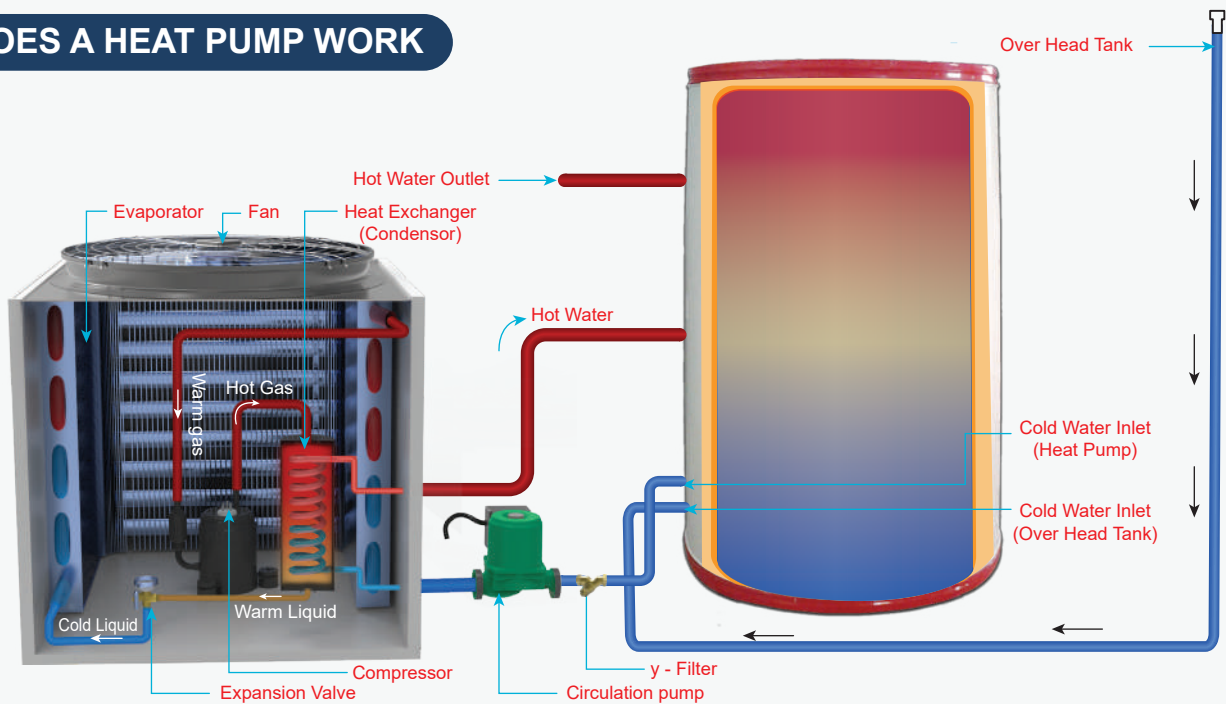 OES A HEAT PUMP WORK
Over Head Tank
Hot Water Outlet
Evaporator
Fan
Heat Exchanger
(Condensor)
Hot Water
Warm gas
Hot Gas
Cold Water Inlet
(Heat Pump)
Cold Water Inlet
(Over Head Tank)
Warm Liquid
Cold Liquid
Compressor
Expansion Valve
y - Filter
Circulation pump